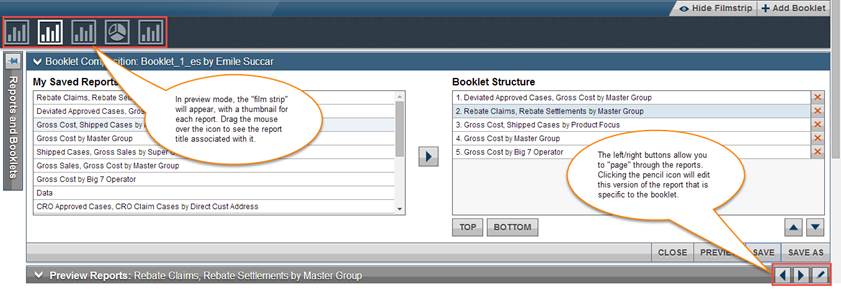 Hide Filmstrip
Add Booklet
Reports and Booklets
Booklet Composition: Booklet_1_es by Emile Succar
My Saved Reports
Rebate Claims, Rebate
Deviated Approved Cases, Gross
Gross Cost, Shipped Cases by
Gross Cost by Master Group
Shipped Cases, Gross Sales by
Gross Sales, Gross Cost by Master Group
Gross Cost by Big 7 Operator
Data
CRO Approved Cases, CRO Claim Cases by Direct Cust Address
In preview mode, the "film strip"
will appear, with a thumbnail for
each report. Drag the mouse
over the icon to see the report
title associated with it.
Booklet Structure
1. Deviated Approved Cases, Gross Cost by Master Group
2. Rebate Claims, Rebate Settlements by Master Group
3. Gross Cost, Shipped Cases by Product Focus
4. Gross Cost by Master Group
5. Gross Cost by Big 7 Operator
The left/right buttons allow you
to "page" through the reports.
Clicking the pencil icon will edit
this version of the report that is
specific to the booklet.
TOP
BOTTOM
CLOSE
SAVE
SAVE AS
Preview Reports: Rebate Claims, Rebate Settlements by Master Group